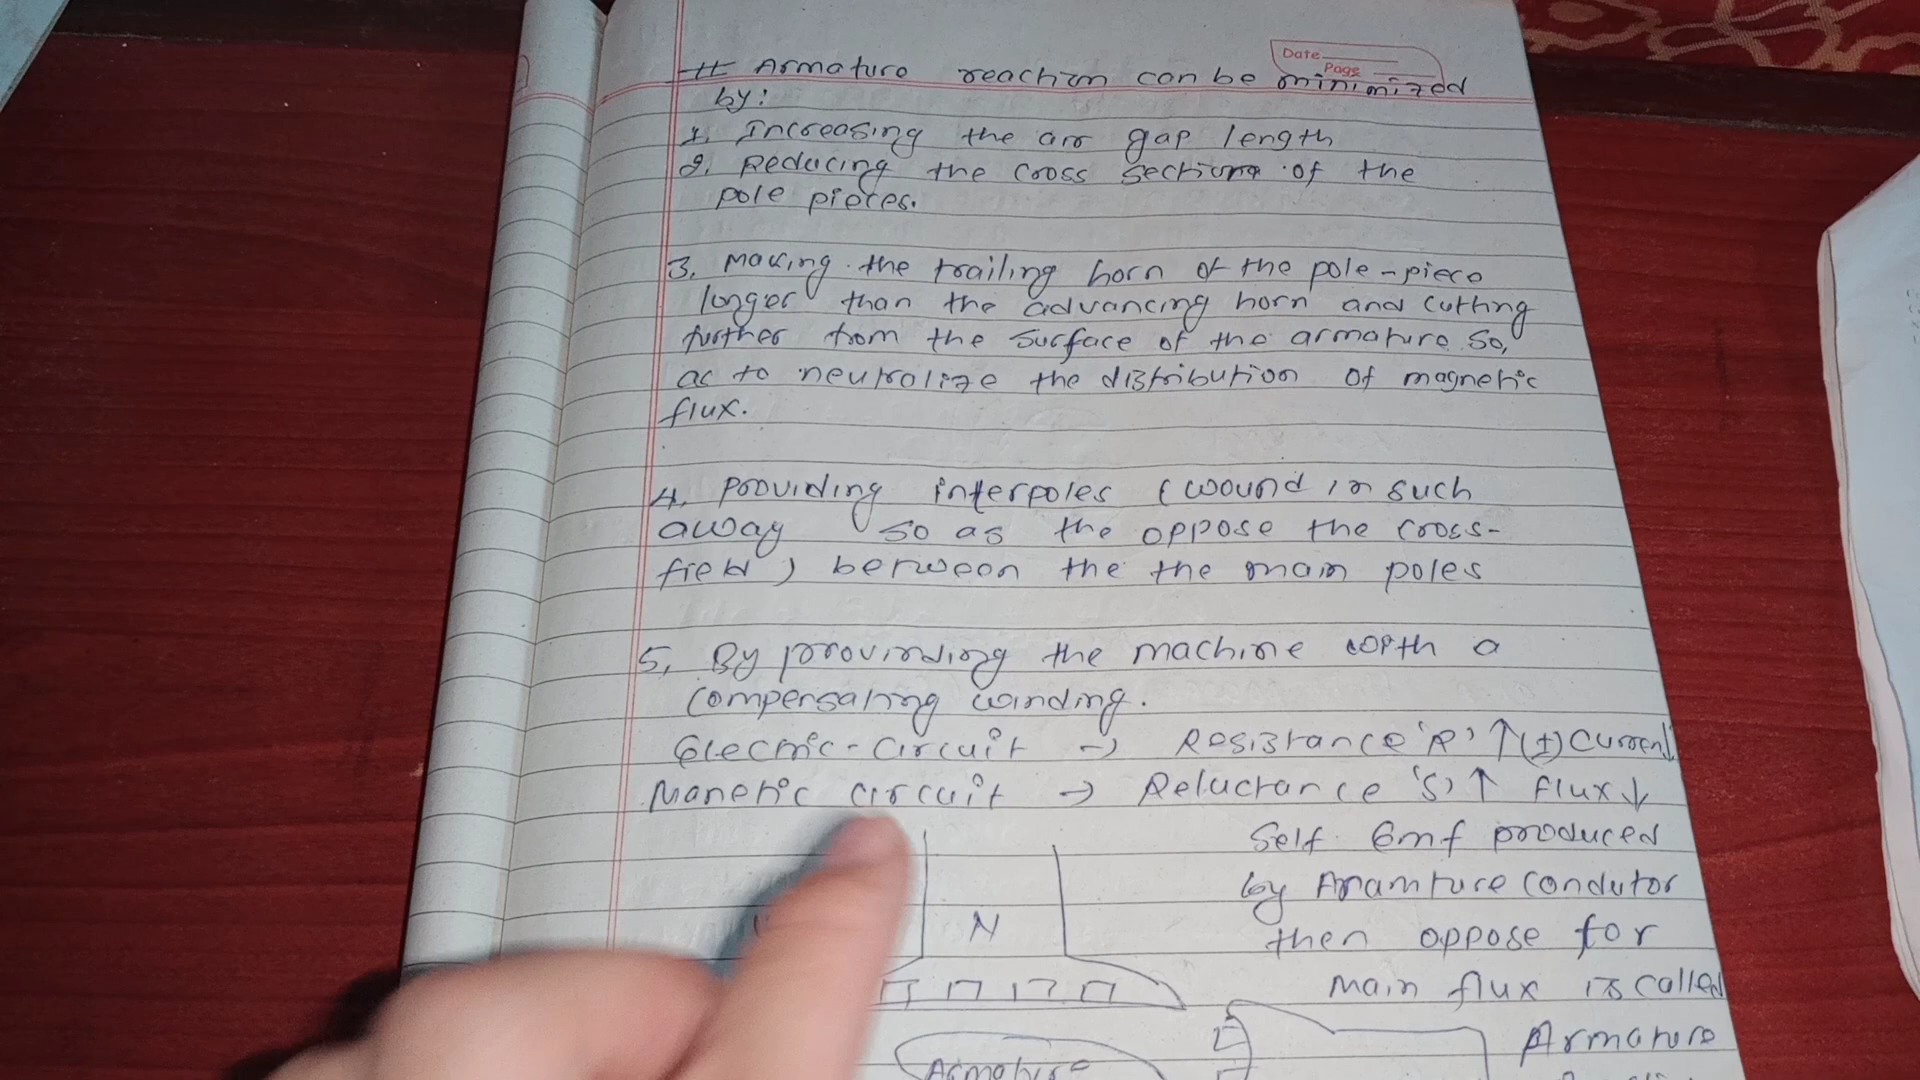 Date
Page
# Armature reaction can be minimized
by:
1. Increasing the air gap length
2. Reducing the cross section of the
pole pieces.
3. Making the trailing horn of the pole-piece
longer than the advancing horn and cutting
further from the surface of the armature so,
as to neutralize the distribution of magnetic
flux.
4. Providing interpoles (wound in such
away so as the oppose the cross-
field) between the the main poles
5. By provinding the machine with a
compensating winding.
Electric-circuit → Resistance 'R' ↑ (I) Current ↓
Manetic circuit → Reluctance 'S' ↑ flux ↓
Self Emf produced
by Aramture condutor
then oppose for
main flux is called
Armature
N
Armature